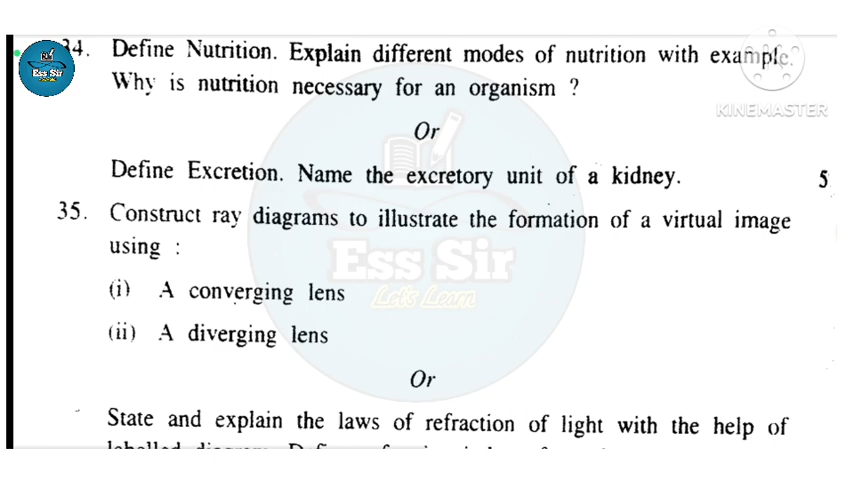 34. Define Nutrition. Explain different modes of nutrition with example.
Why is nutrition necessary for an organism ?
Or
Define Excretion. Name the excretory unit of a kidney. 5
35. Construct ray diagrams to illustrate the formation of a virtual image
using :
(i) A converging lens
(ii) A diverging lens
Or
State and explain the laws of refraction of light with the help of
Ess Sir
KINEMASTER
Ess Sir
Let's Learn